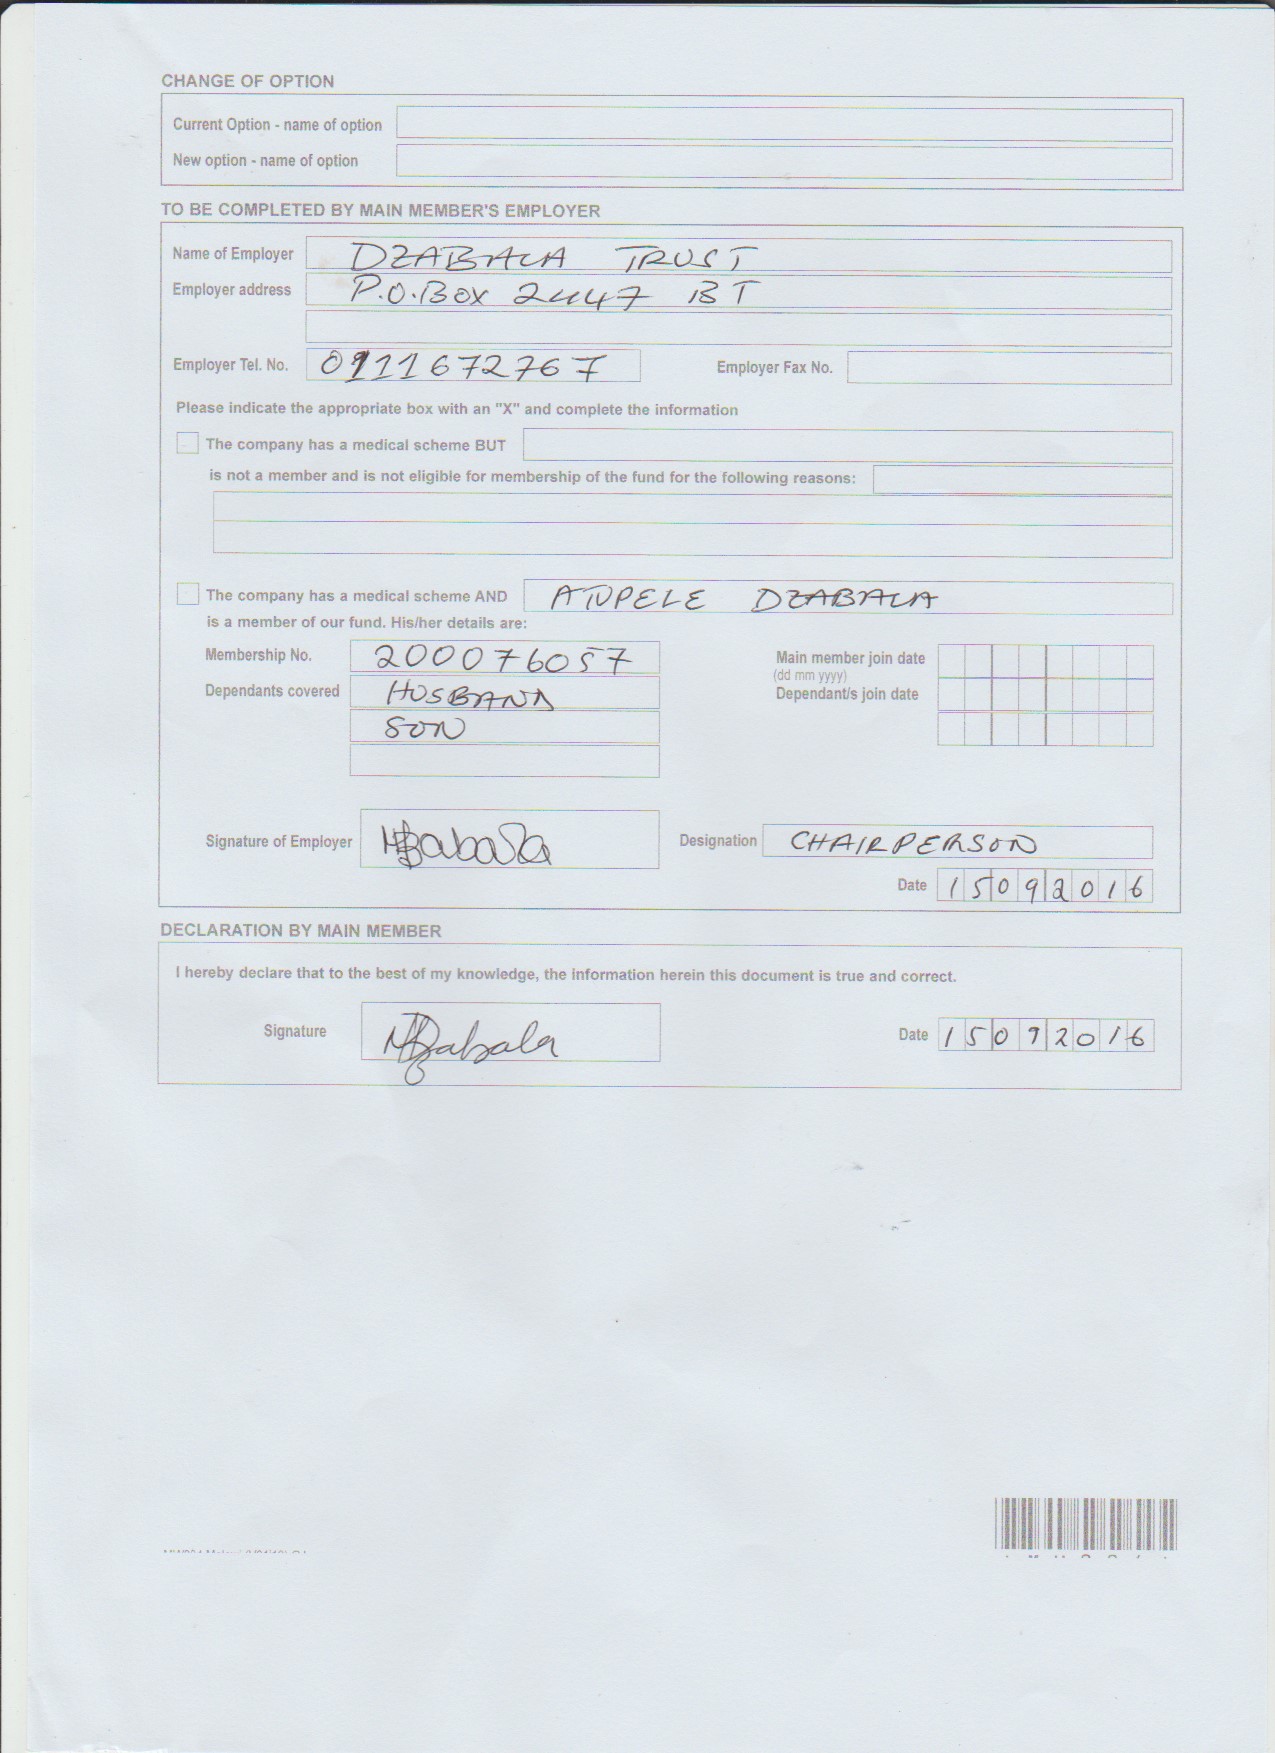 CHANGE OF OPTION
Current Option - name of option
New option - name of option
TO BE COMPLETED BY MAIN MEMBER'S EMPLOYER
Name of Employer DZABALA TRUST
Employer address P.O.Box 2447 BT
Employer Tel. No. 0111672767 Employer Fax No.
Please indicate the appropriate box with an "X" and complete the information
The company has a medical scheme BUT
is not a member and is not eligible for membership of the fund for the following reasons:
The company has a medical scheme AND ATUPELE DZABALA
is a member of our fund. His/her details are:
Membership No. 200076057 Main member join date
(dd mm yyyy)
Dependants covered HUSBAND Dependant/s join date
SON
Signature of Employer Designation CHAIRPERSON
Date 15092016
DECLARATION BY MAIN MEMBER
I hereby declare that to the best of my knowledge, the information herein this document is true and correct.
Signature Date 15092016